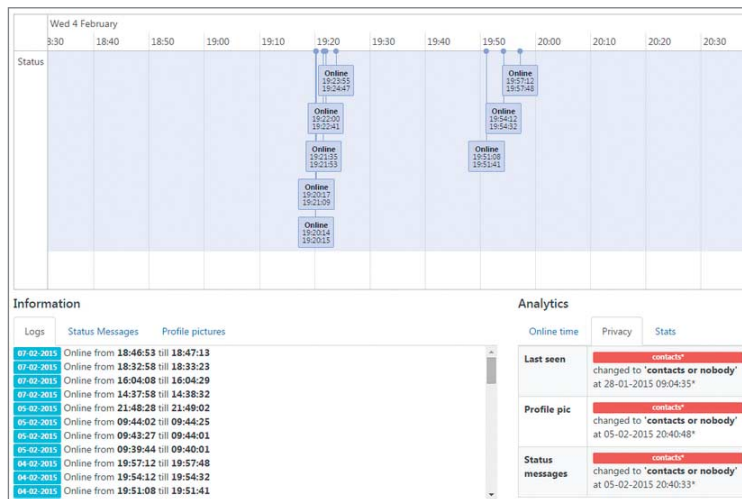 Wed 4 February
8:30 18:40 18:50 19:00 19:10 19:20 19:30 19:40 19:50 20:00 20:10 20:20 20:30
Status
Online
19:23:55
19:24:47
Online
19:22:00
19:22:41
Online
19:21:35
19:21:53
Online
19:20:17
19:21:09
Online
19:20:14
19:20:15
Online
19:57:12
19:57:48
Online
19:54:12
19:54:32
Online
19:51:08
19:51:41
Information
Logs Status Messages Profile pictures
07-02-2015 Online from 18:46:53 till 18:47:13
07-02-2015 Online from 18:32:58 till 18:33:23
07-02-2015 Online from 16:04:08 till 16:04:29
07-02-2015 Online from 14:37:58 till 14:38:32
05-02-2015 Online from 21:48:28 till 21:49:02
05-02-2015 Online from 09:44:02 till 09:44:25
05-02-2015 Online from 09:43:27 till 09:44:01
05-02-2015 Online from 09:39:44 till 09:40:01
04-02-2015 Online from 19:57:12 till 19:57:48
04-02-2015 Online from 19:54:12 till 19:54:32
04-02-2015 Online from 19:51:08 till 19:51:41
Analytics
Online time Privacy Stats
Last seen
contacts*
changed to 'contacts or nobody'
at 28-01-2015 09:04:35*
Profile pic
contacts*
changed to 'contacts or nobody'
at 05-02-2015 20:40:48*
Status
messages
contacts*
changed to 'contacts or nobody'
at 05-02-2015 20:40:33*